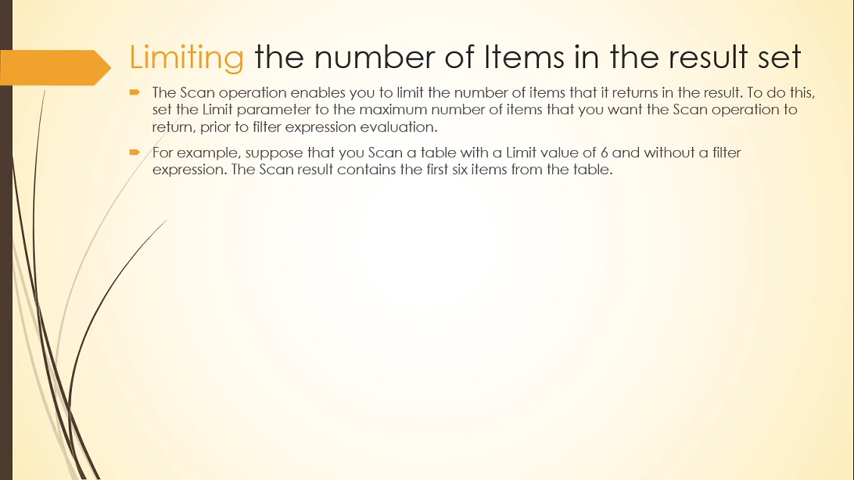 Limiting the number of Items in the result set
The Scan operation enables you to limit the number of items that it returns in the result. To do this,
set the Limit parameter to the maximum number of items that you want the Scan operation to
return, prior to filter expression evaluation.
For example, suppose that you Scan a table with a Limit value of 6 and without a filter
expression. The Scan result contains the first six items from the table.